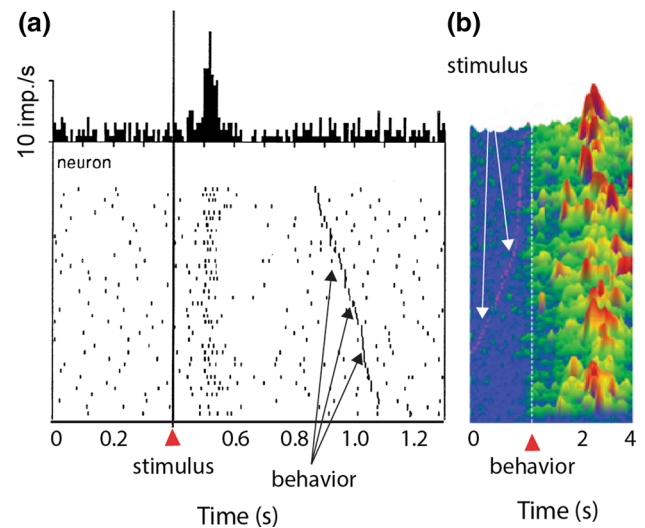 (a)
10 imp./s
neuron
0 0.2 0.6 0.8 1.0 1.2
stimulus
behavior
Time (s)
(b)
stimulus
0 2 4
behavior
Time (s)